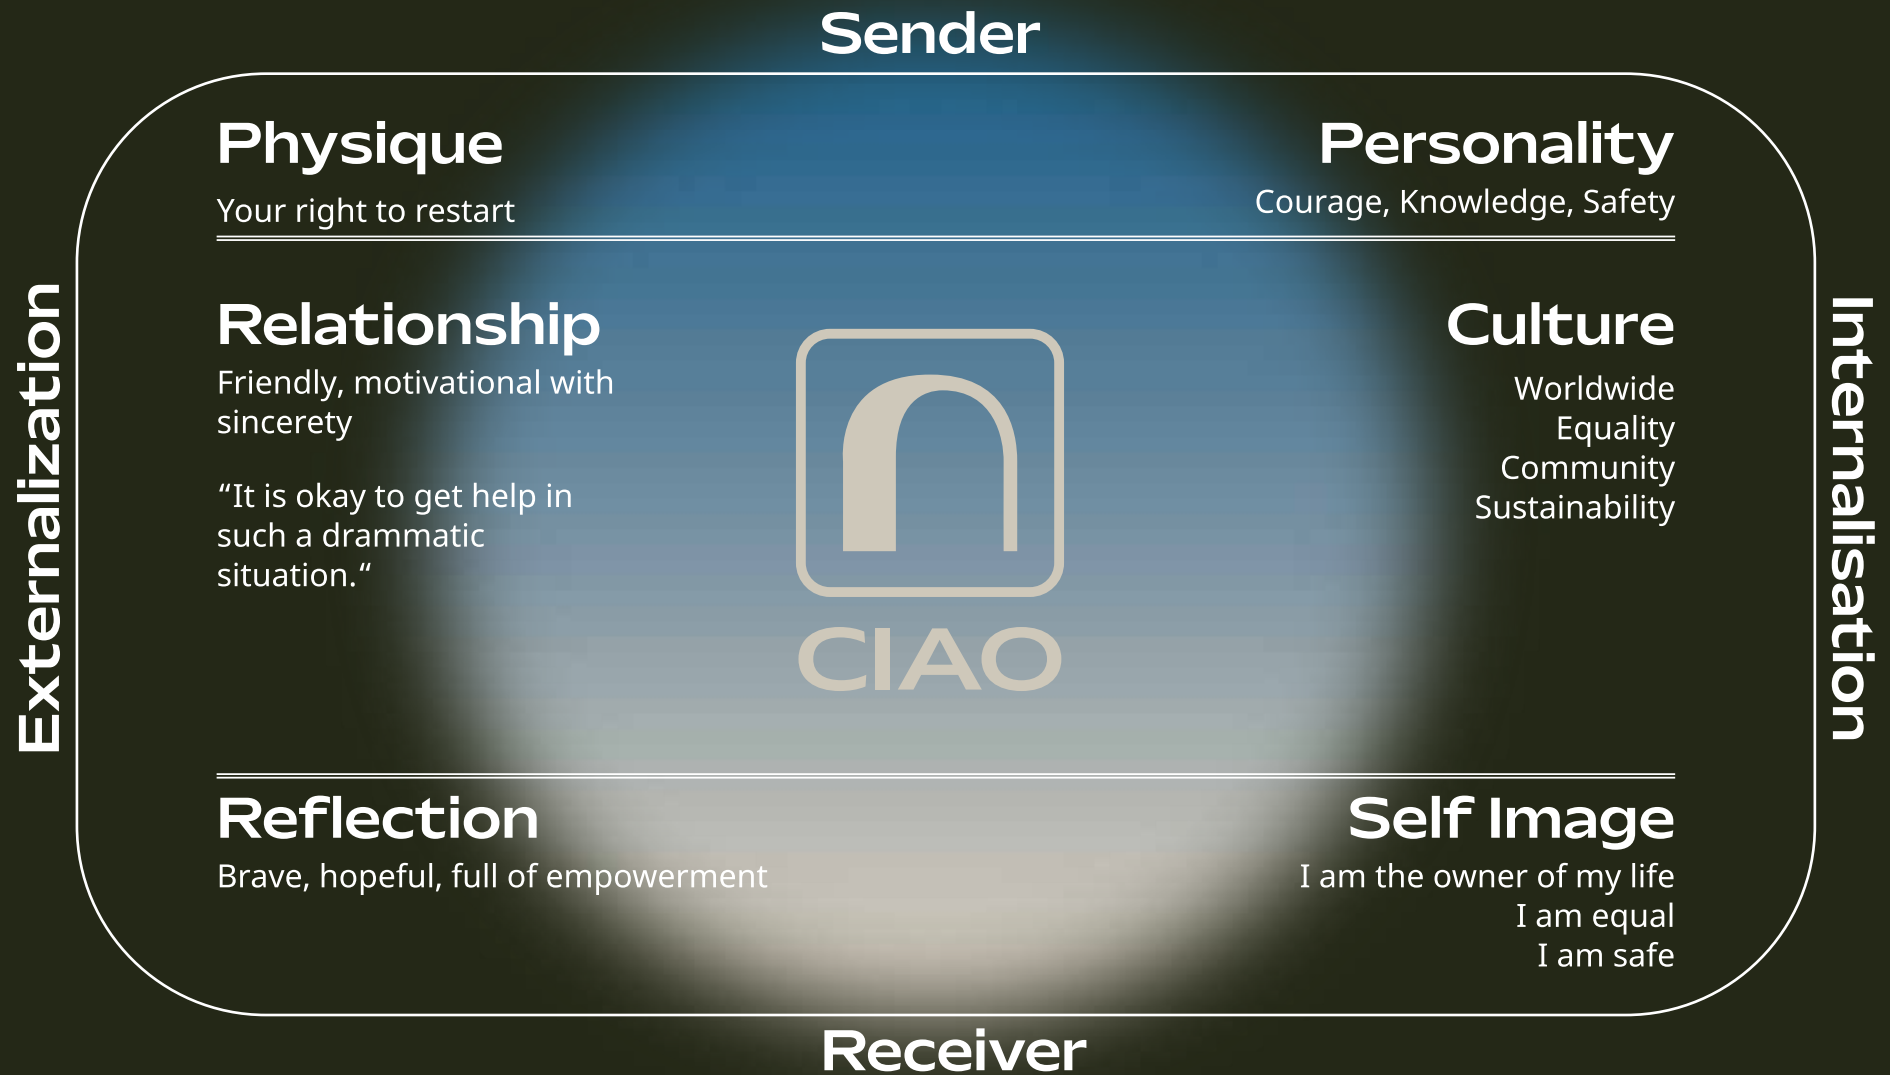 Sender
Physique
Your right to restart
Personality
Courage, Knowledge, Safety
Externalization
Relationship
Friendly, motivational with
sincerety
“It is okay to get help in
such a drammatic
situation.“
CIAO
Culture
Worldwide
Equality
Community
Sustainability
Internalisation
Reflection
Brave, hopeful, full of empowerment
Self Image
I am the owner of my life
I am equal
I am safe
Receiver